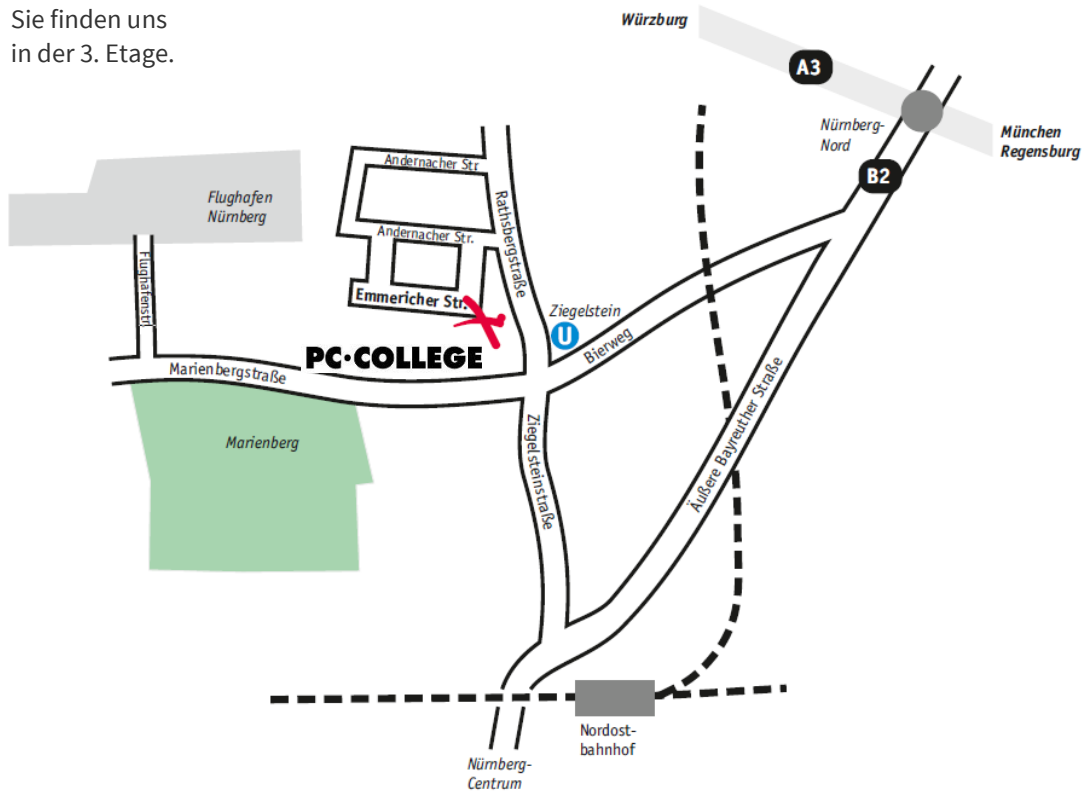 Sie finden uns
in der 3. Etage.
Würzburg
A3
Nürnberg-
Nord
München
Regensburg
B2
Andernacher Str
Flughafen
Nürnberg
Rathsbergstraße
Andernacher Str.
Flughafenstr.
Emmericher Str.
Ziegelstein
U
Bierweg
PC·COLLEGE
Marienbergstraße
Äußere Bayreuther Straße
Marienberg
Ziegelsteinstraße
Nordost-
bahnhof
Nürnberg-
Centrum